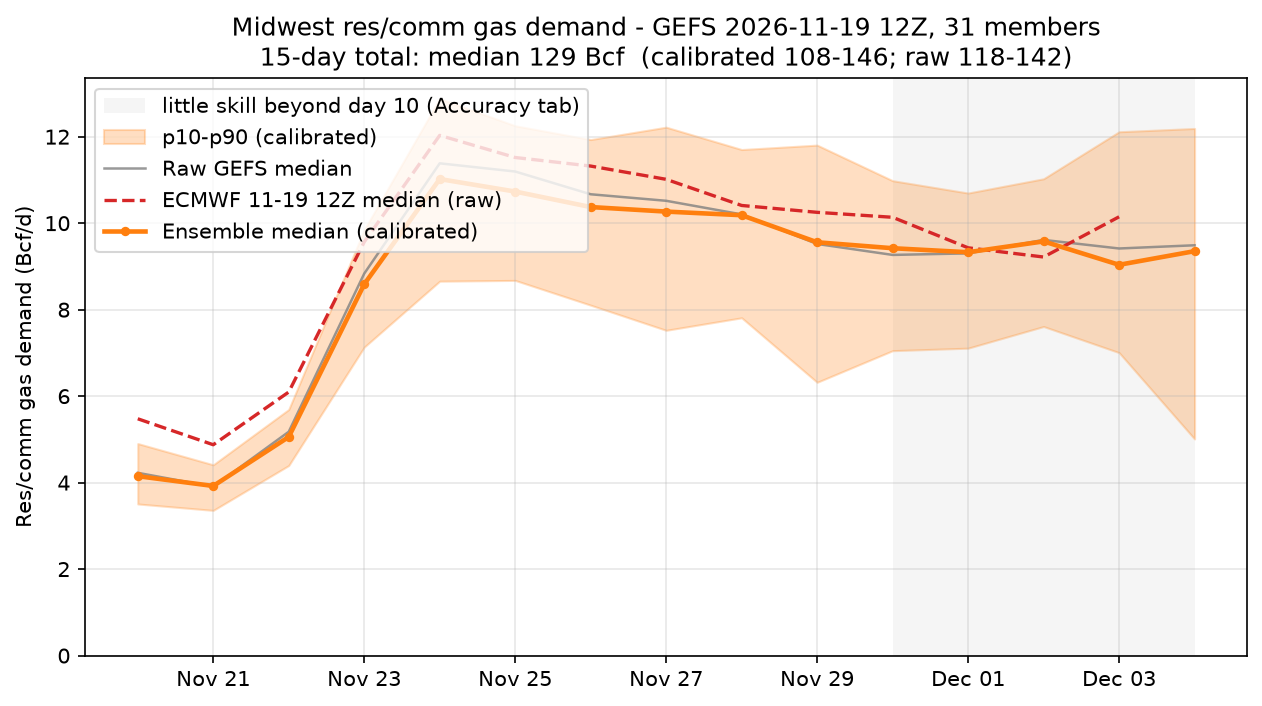 Midwest res/comm gas demand - GEFS 2026-11-19 12Z, 31 members
15-day total: median 129 Bcf  (calibrated 108-146; raw 118-142)
little skill beyond day 10 (Accuracy tab)
p10-p90 (calibrated)
Raw GEFS median
ECMWF 11-19 12Z median (raw)
Ensemble median (calibrated)
Res/comm gas demand (Bcf/d)
12
10
8
6
4
2
0
Nov 21
Nov 23
Nov 25
Nov 27
Nov 29
Dec 01
Dec 03